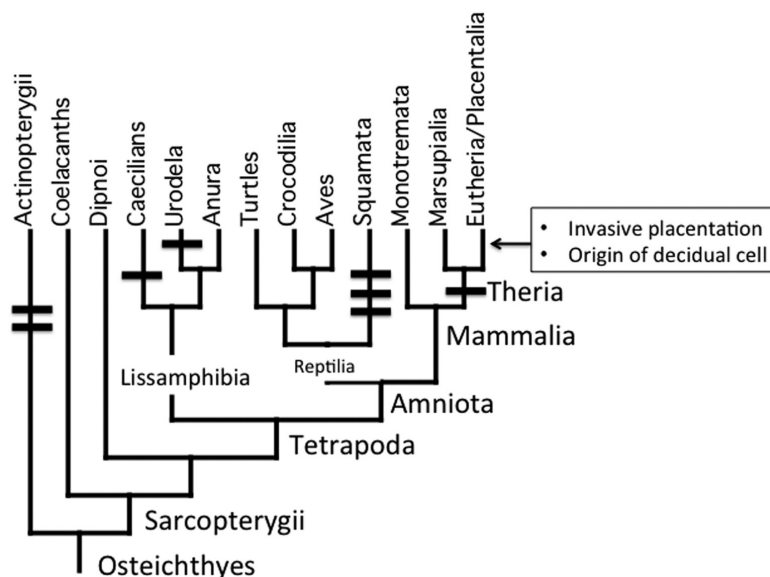 Actinopterygii
Coelacanths
Dipnoi
Caecilians
Urodela
Anura
Turtles
Crocodilia
Aves
Squamata
Monotremata
Marsupialia
Eutheria/Placentalia
• Invasive placentation
• Origin of decidual cell
Theria
Mammalia
Reptilia
Lissamphibia
Amniota
Tetrapoda
Sarcopterygii
Osteichthyes